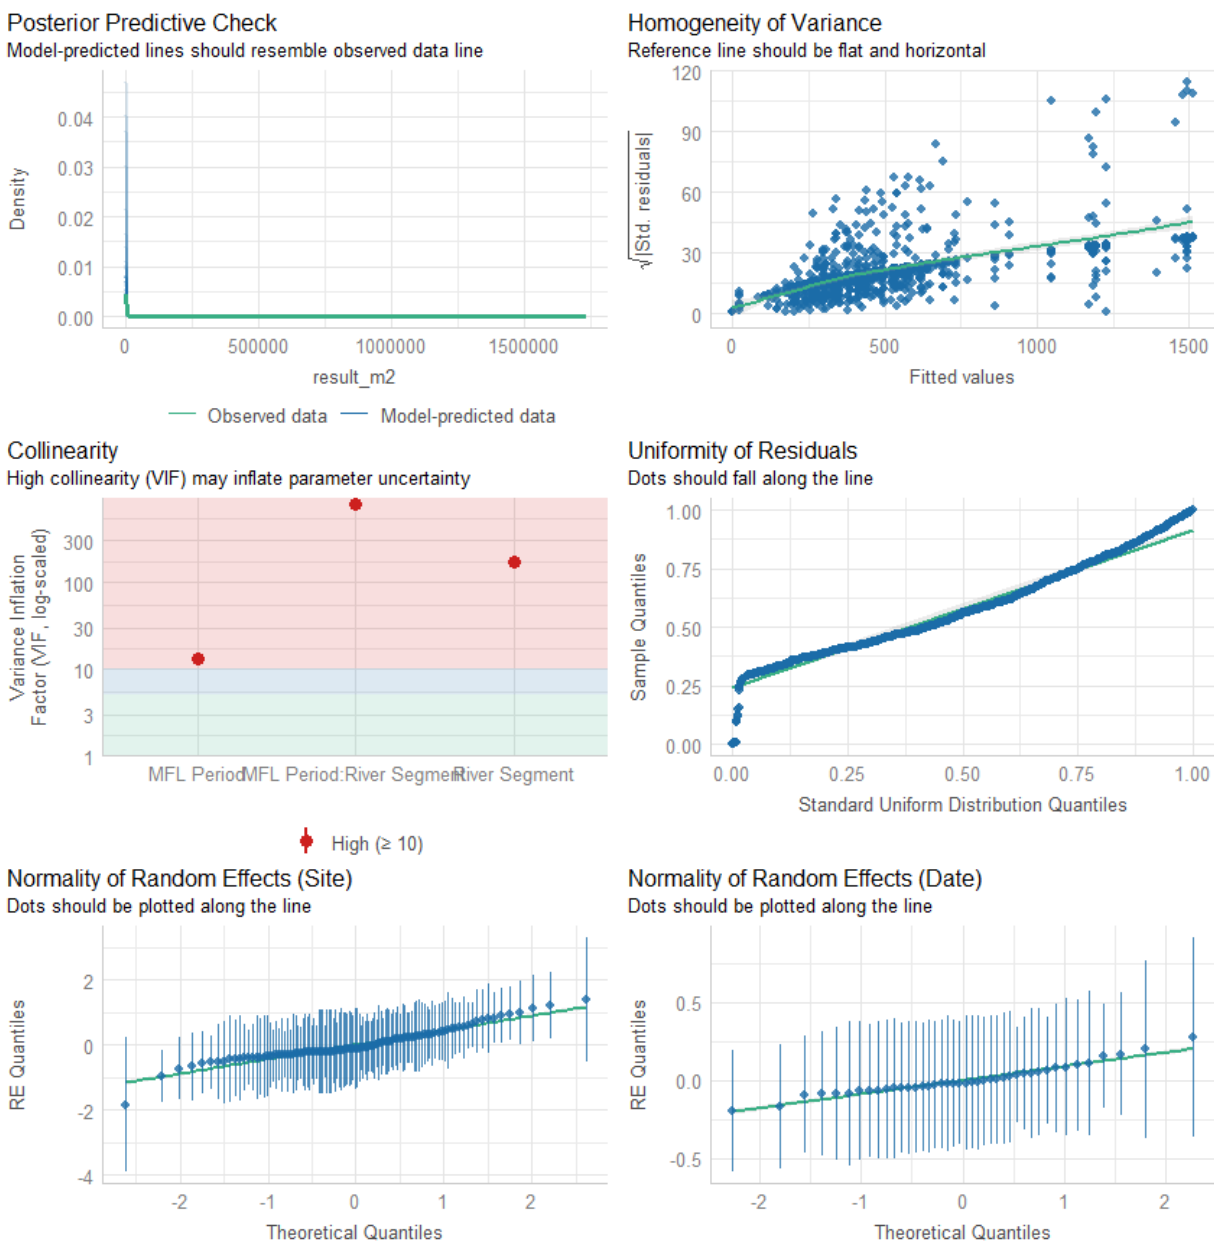 Posterior Predictive Check
Model-predicted lines should resemble observed data line
Density
0.04
0.03
0.02
0.01
0.00
0
500000
1000000
1500000
result_m2
Observed data
Model-predicted data
Homogeneity of Variance
Reference line should be flat and horizontal
√|Std. residuals|
120
90
60
30
0
0
500
1000
1500
Fitted values
Collinearity
High collinearity (VIF) may inflate parameter uncertainty
Variance Inflation
Factor (VIF, log-scaled)
300
100
30
10
3
1
MFL Period
MFL Period:River Segment
River Segment
High (≥ 10)
Uniformity of Residuals
Dots should fall along the line
Sample Quantiles
1.00
0.75
0.50
0.25
0.00
0.00
0.25
0.50
0.75
1.00
Standard Uniform Distribution Quantiles
Normality of Random Effects (Site)
Dots should be plotted along the line
RE Quantiles
2
0
-2
-4
-2
-1
0
1
2
Theoretical Quantiles
Normality of Random Effects (Date)
Dots should be plotted along the line
RE Quantiles
0.5
0.0
-0.5
-2
-1
0
1
2
Theoretical Quantiles